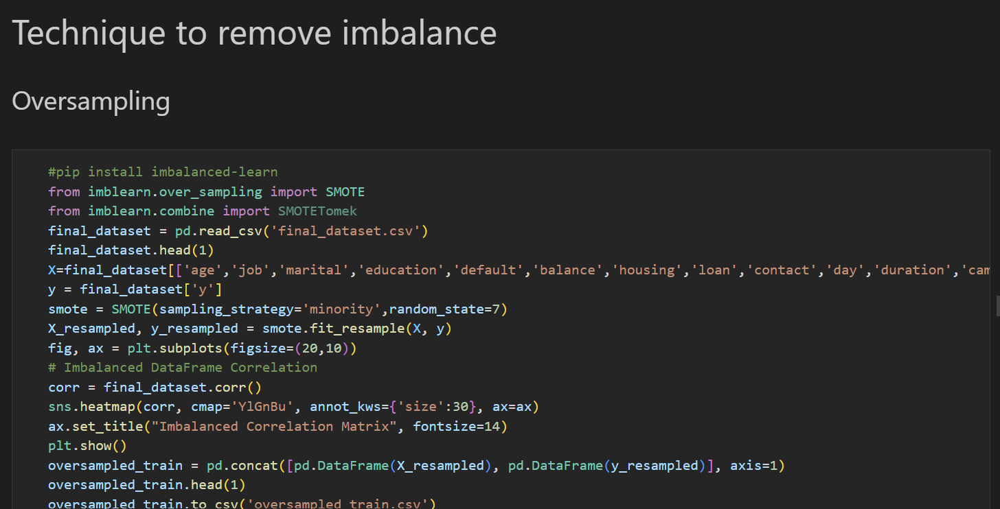 Technique to remove imbalance
Oversampling
#pip install imbalanced-learn
from imblearn.over_sampling import SMOTE
from imblearn.combine import SMOTETomek
final_dataset = pd.read_csv('final_dataset.csv')
final_dataset.head(1)
X=final_dataset[['age','job','marital','education','default','balance','housing','loan','contact','day','duration','cam
y = final_dataset['y']
smote = SMOTE(sampling_strategy='minority',random_state=7)
X_resampled, y_resampled = smote.fit_resample(X, y)
fig, ax = plt.subplots(figsize=(20,10))
# Imbalanced DataFrame Correlation
corr = final_dataset.corr()
sns.heatmap(corr, cmap='YlGnBu', annot_kws={'size':30}, ax=ax)
ax.set_title("Imbalanced Correlation Matrix", fontsize=14)
plt.show()
oversampled_train = pd.concat([pd.DataFrame(X_resampled), pd.DataFrame(y_resampled)], axis=1)
oversampled_train.head(1)
oversampled_train.to_csv('oversampled_train.csv')